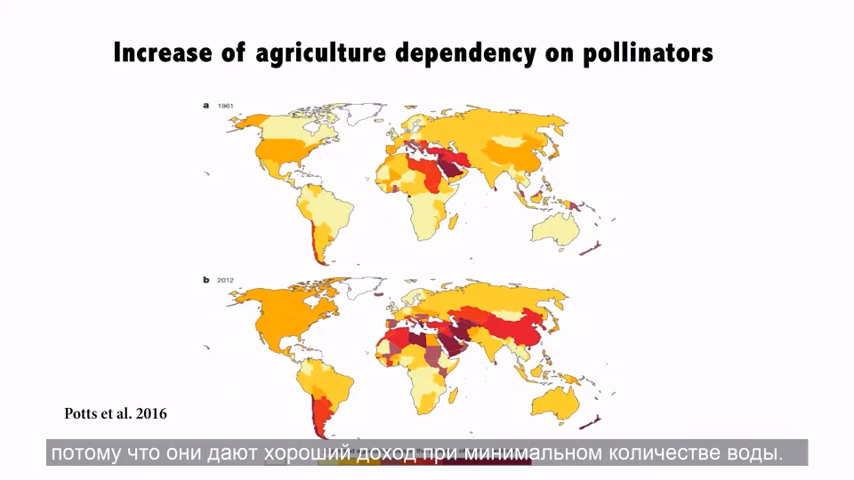 Increase of agriculture dependency on pollinators
a 1961
b 2012
Potts et al. 2016
потому что они дают хороший доход при минимальном количестве воды.